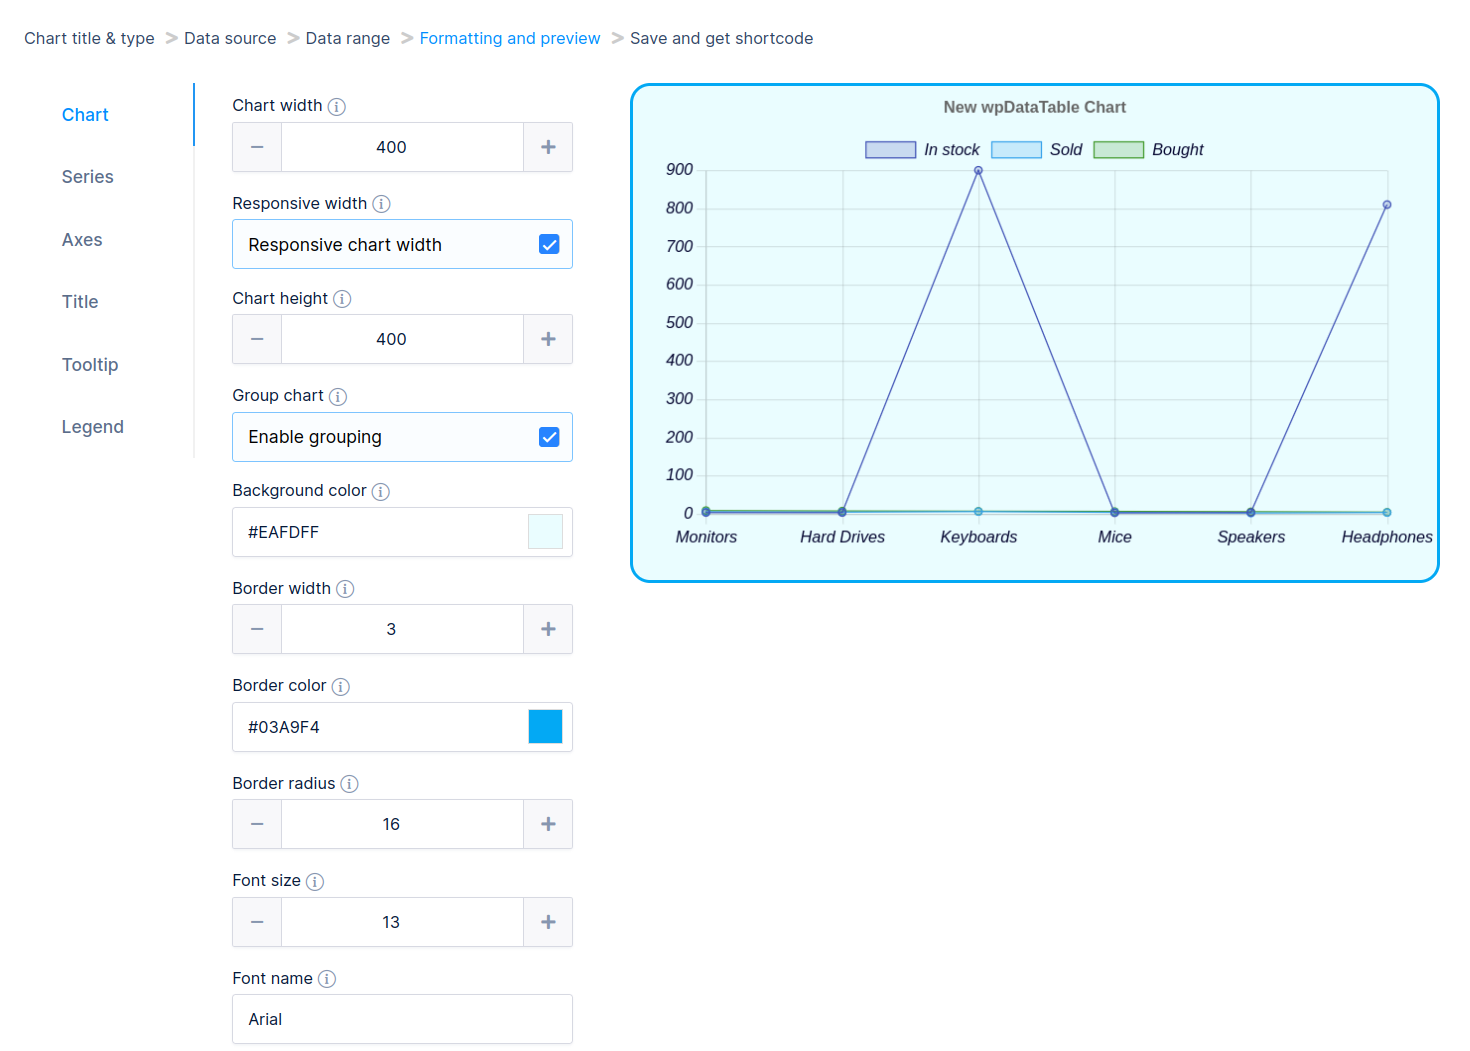 Chart title & type > Data source > Data range > Formatting and preview > Save and get shortcode
Chart
Series
Axes
Title
Tooltip
Legend
Chart width
400
Responsive width
Responsive chart width
Chart height
400
Group chart
Enable grouping
Background color
#EAFDFF
Border width
3
Border color
#03A9F4
Border radius
16
Font size
13
Font name
Arial
New wpDataTable Chart
In stock Sold Bought
900
800
700
600
500
400
300
200
100
0
Monitors Hard Drives Keyboards Mice Speakers Headphones